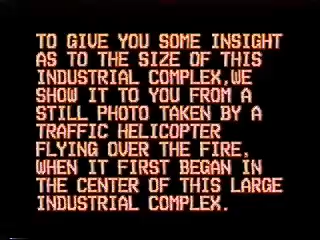 TO GIVE YOU SOME INSIGHT
AS TO THE SIZE OF THIS
INDUSTRIAL COMPLEX,WE
SHOW IT TO YOU FROM A
STILL PHOTO TAKEN BY A
TRAFFIC HELICOPTER
FLYING OVER THE FIRE,
WHEN IT FIRST BEGAN IN
THE CENTER OF THIS LARGE
INDUSTRIAL COMPLEX.